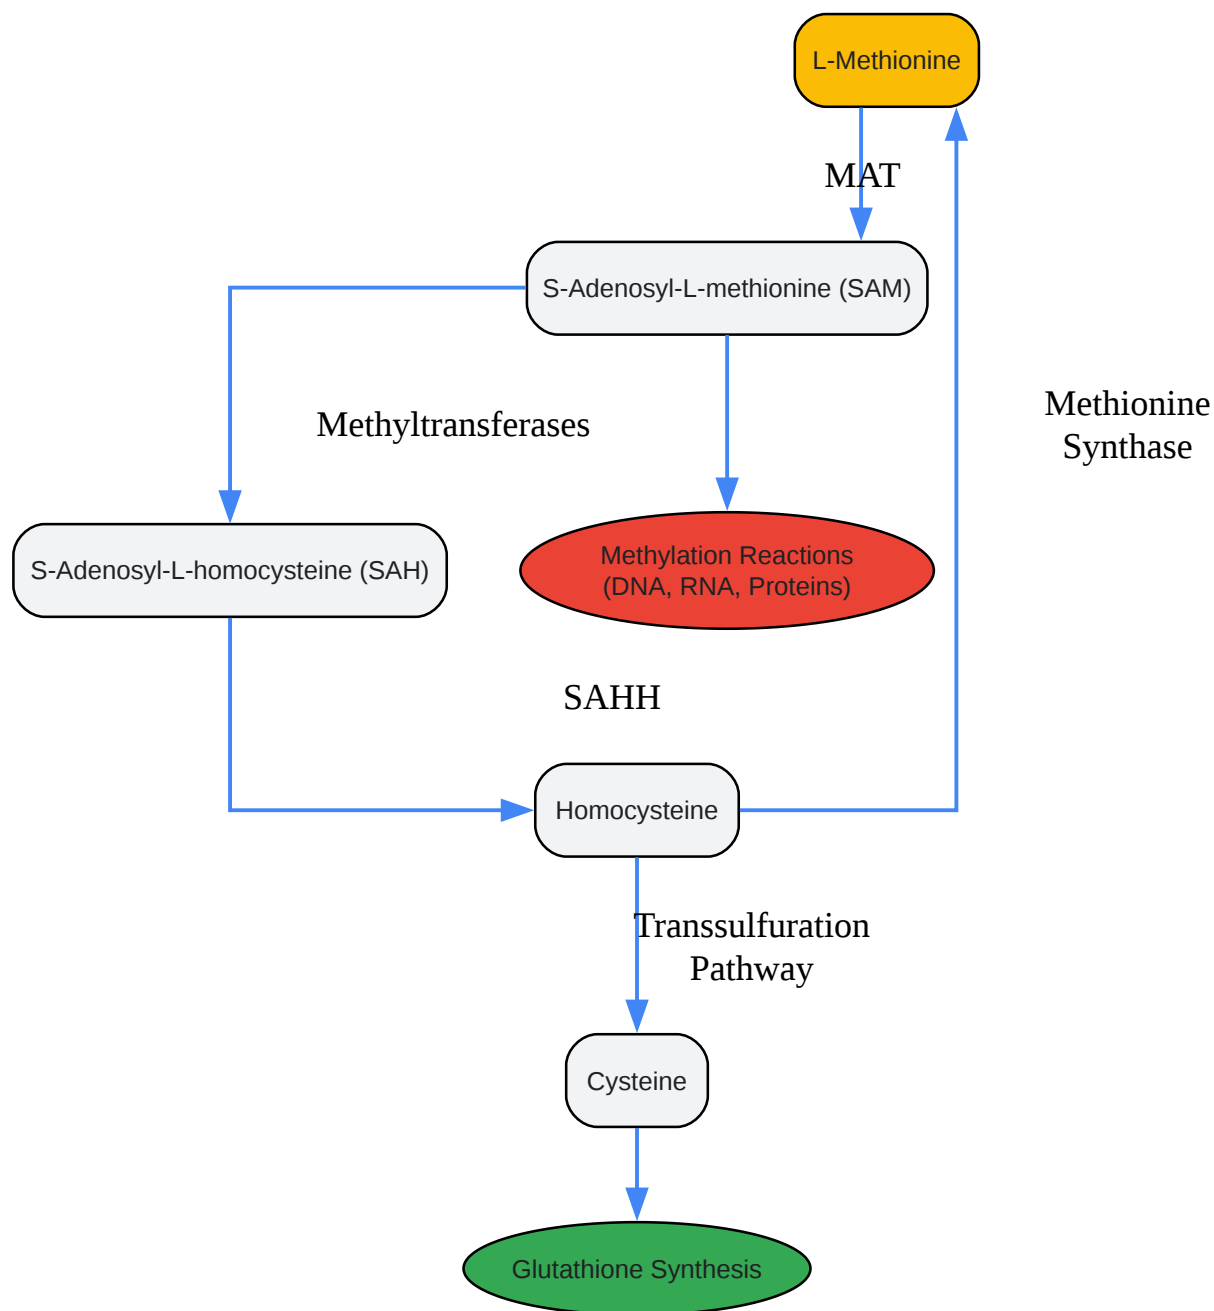 L-Methionine
MAT
S-Adenosyl-L-methionine (SAM)
Methyltransferases
Methionine
Synthase
S-Adenosyl-L-homocysteine (SAH)
Methylation Reactions
(DNA, RNA, Proteins)
SAHH
Homocysteine
Transsulfuration
Pathway
Cysteine
Glutathione Synthesis